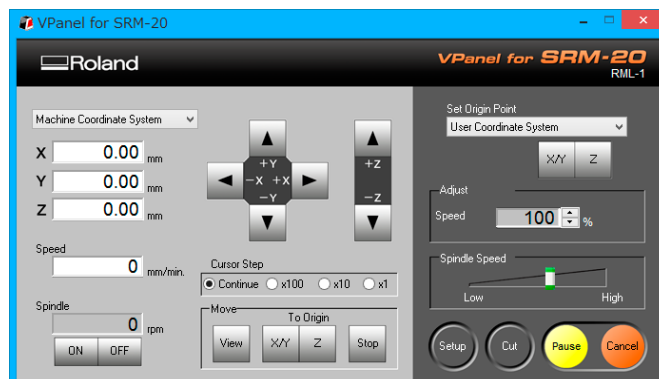 VPanel for SRM-20
Roland
VPanel for SRM-20
RML-1
Machine Coordinate System
X 0.00 mm
Y 0.00 mm
Z 0.00 mm
Speed
0 mm/min.
Spindle
0 rpm
ON OFF
+Y
-X +X
-Y
+Z
-Z
Cursor Step
Continue x100 x10 x1
Move
To Origin
View X/Y Z Stop
Set Origin Point
User Coordinate System
X/Y Z
Adjust
Speed 100 %
Spindle Speed
Low High
Setup Cut Pause Cancel